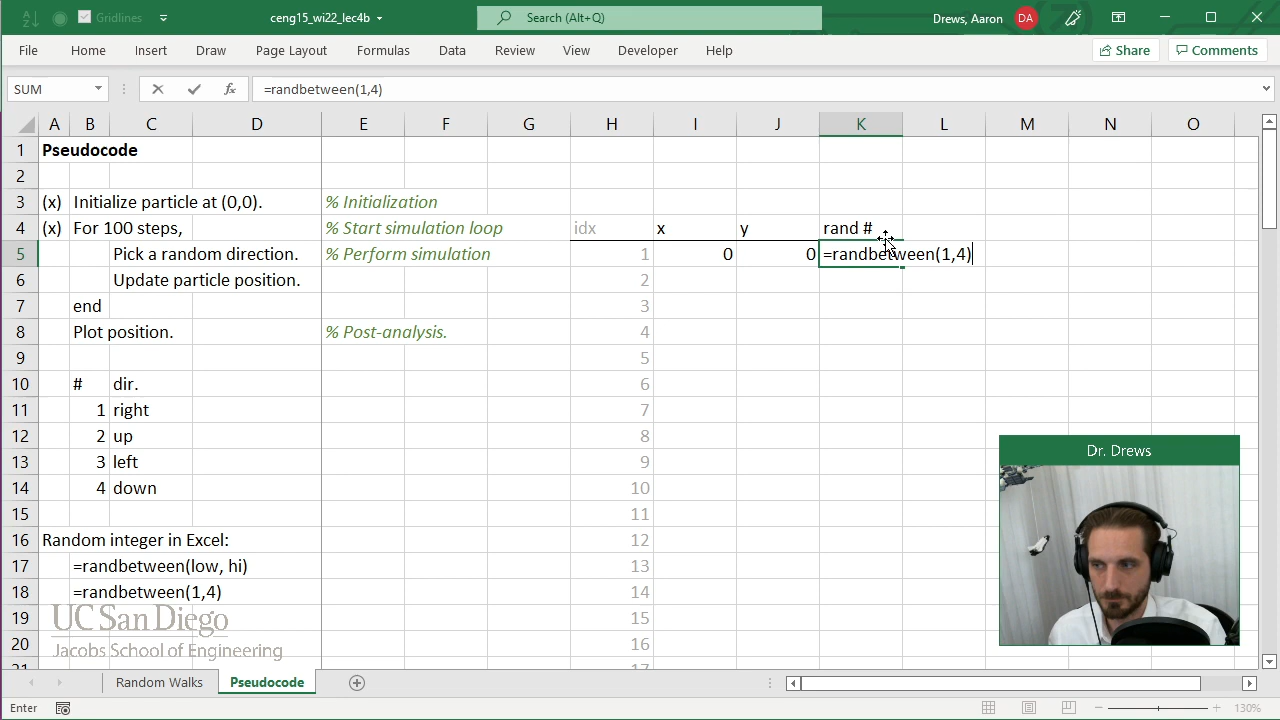 Gridlines
ceng15_wi22_lec4b
Search (Alt+Q)
Drews, Aaron
DA
File Home Insert Draw Page Layout Formulas Data Review View Developer Help
Share
Comments
SUM
fx
=randbetween(1,4)
A B C D E F G H I J K L M N O
1 Pseudocode
2
3 (x) Initialize particle at (0,0). % Initialization
4 (x) For 100 steps, % Start simulation loop idx x y rand #
5 Pick a random direction. % Perform simulation 1 0 0 =randbetween(1,4)
6 Update particle position. 2
7 end 3
8 Plot position. % Post-analysis. 4
9 5
10 # dir. 6
11 1 right 7
12 2 up 8
13 3 left 9
14 4 down 10
15 11
16 Random integer in Excel: 12
17 =randbetween(low, hi) 13
18 =randbetween(1,4) 14
19 15
20 16
21 17
Dr. Drews
UC San Diego
Jacobs School of Engineering
Random Walks
Pseudocode
Enter
130%